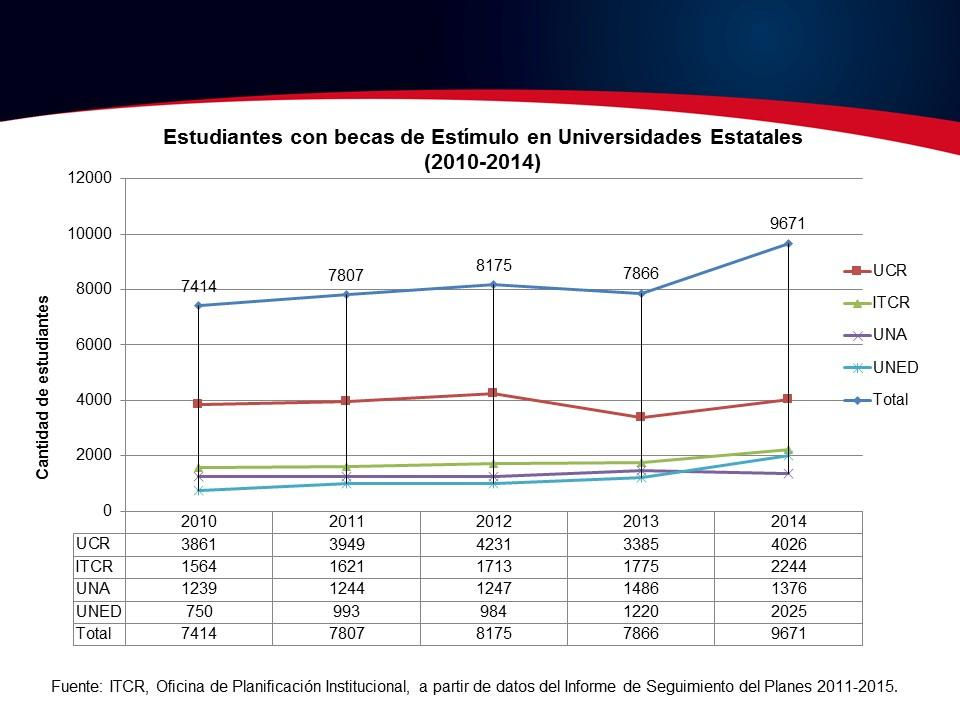 Estudiantes con becas de Estímulo en Universidades Estatales
(2010-2014)
12000
10000
8000
6000
4000
2000
0
Cantidad de estudiantes
7414
7807
8175
7866
9671
UCR
ITCR
UNA
UNED
Total
2010 2011 2012 2013 2014
UCR 3861 3949 4231 3385 4026
ITCR 1564 1621 1713 1775 2244
UNA 1239 1244 1247 1486 1376
UNED 750 993 984 1220 2025
Total 7414 7807 8175 7866 9671
Fuente: ITCR, Oficina de Planificación Institucional, a partir de datos del Informe de Seguimiento del Planes 2011-2015.